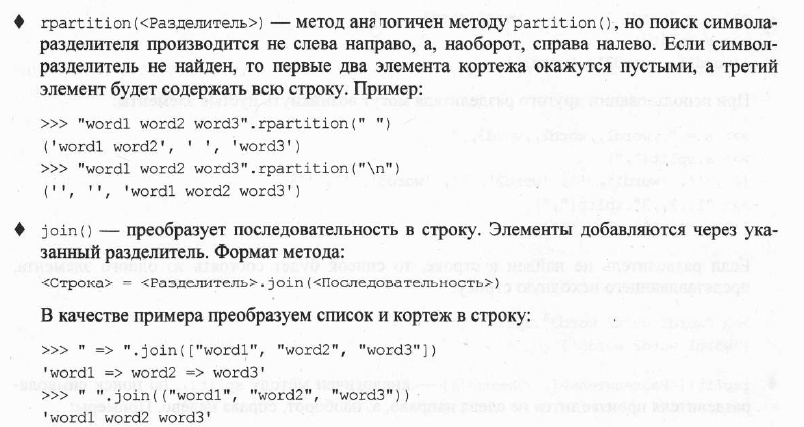 ♦ rpartition(<Разделитель>) — метод аналогичен методу partition(), но поиск символа-
разделителя производится не слева направо, а, наоборот, справа налево. Если символ-
разделитель не найден, то первые два элемента кортежа окажутся пустыми, а третий
элемент будет содержать всю строку. Пример:
>>> "word1 word2 word3".rpartition(" ")
('word1 word2', ' ', 'word3')
>>> "word1 word2 word3".rpartition("\n")
('', '', 'word1 word2 word3')
♦ join() — преобразует последовательность в строку. Элементы добавляются через ука-
занный разделитель. Формат метода:
<Строка> = <Разделитель>.join(<Последовательность>)
В качестве примера преобразуем список и кортеж в строку:
>>> " => ".join(["word1", "word2", "word3"])
'word1 => word2 => word3'
>>> " ".join(("word1", "word2", "word3"))
'word1 word2 word3'